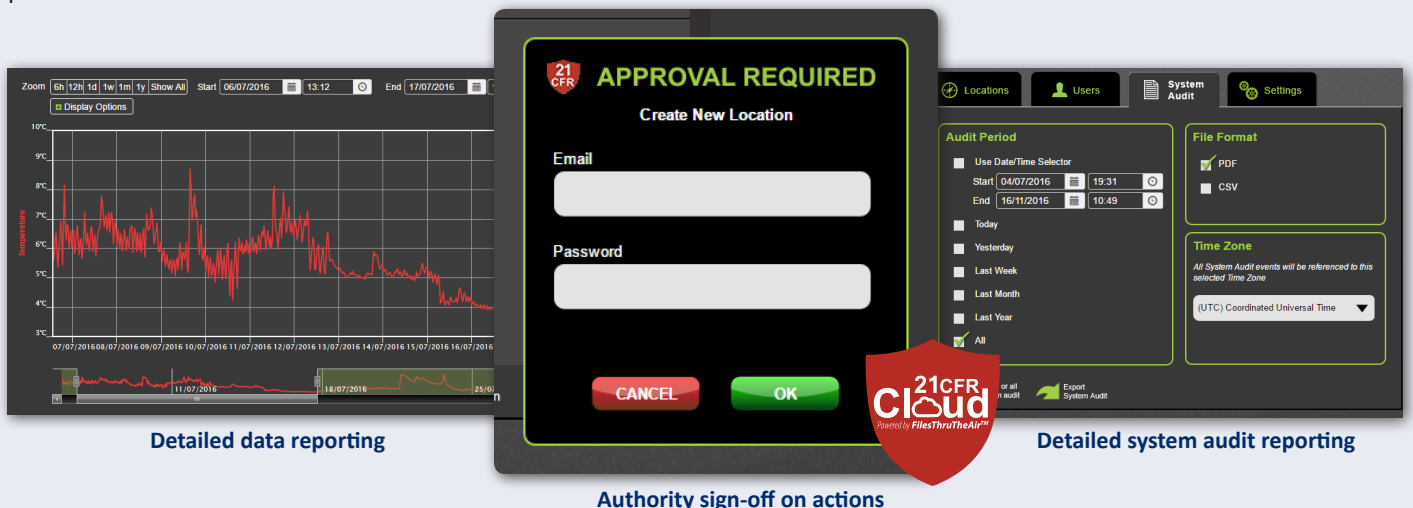 Zoom 6h 12h 1d 1w 1m 1y Show All Start 06/07/2016 13:12 End 17/07/2016
Display Options
10°C
9°C
8°C
7°C
6°C
5°C
4°C
3°C
Temperature
07/07/2016 08/07/2016 09/07/2016 10/07/2016 11/07/2016 12/07/2016 13/07/2016 14/07/2016 15/07/2016 16/07/2016
11/07/2016 18/07/2016 25/07
Detailed data reporting
21 CFR
APPROVAL REQUIRED
Create New Location
Email
Password
CANCEL OK
Authority sign-off on actions
Locations Users System Audit Settings
Audit Period
Use Date/Time Selector
Start 04/07/2016 19:31
End 16/11/2016 10:49
Today
Yesterday
Last Week
Last Month
Last Year
All
File Format
PDF
CSV
Time Zone
All System Audit events will be referenced to this
selected Time Zone
(UTC) Coordinated Universal Time
or all
audit
Export
System Audit
21CFR
Cloud
Powered by FilesThruTheAir™
Detailed system audit reporting